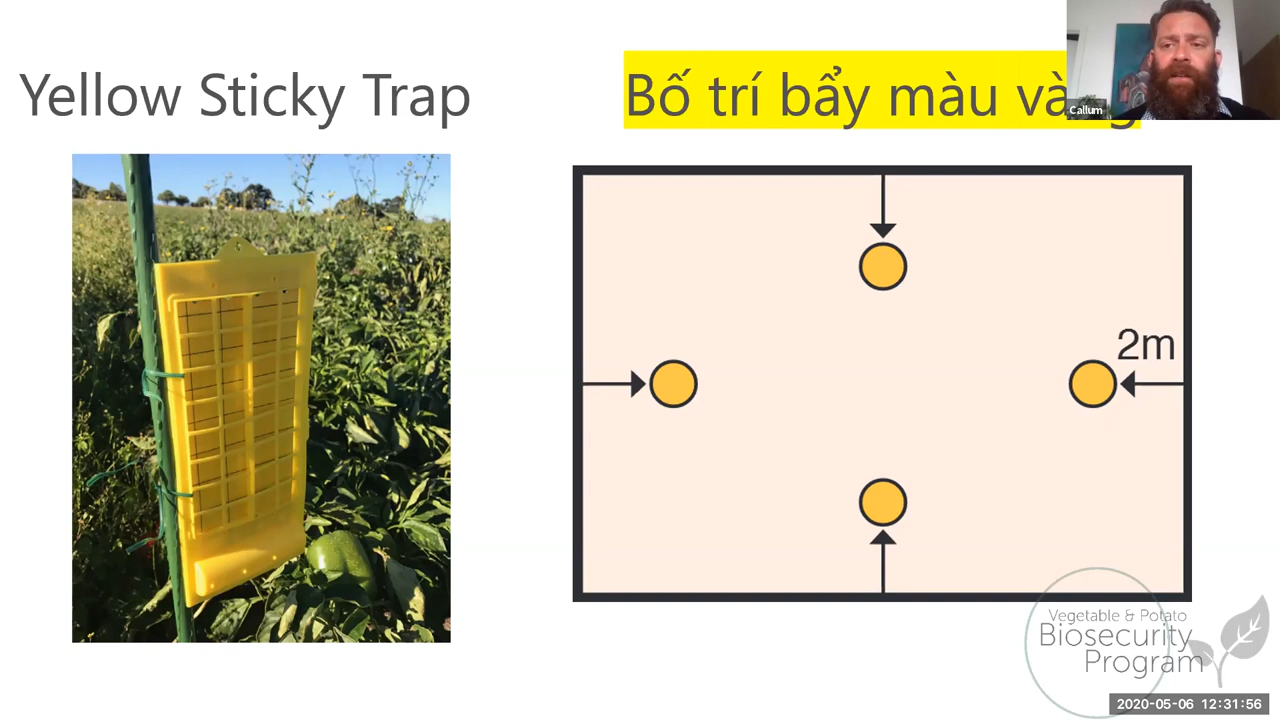 Yellow Sticky Trap
Bố trí bẩy màu
Callum
2m
Vegetable & Potato
Biosecurity
Program
2020-05-06 12:31:56